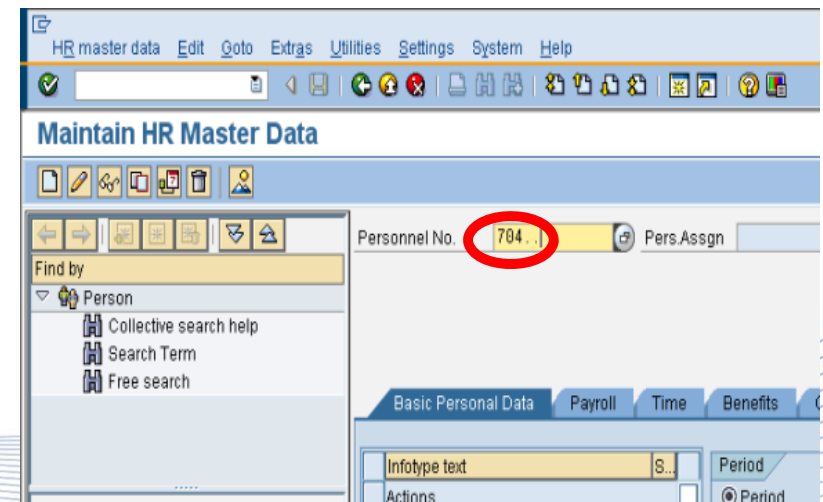 HR master data Edit Goto Extras Utilities Settings System Help
Maintain HR Master Data
Personnel No. 704.. Pers.Assgn
Find by
Person
Collective search help
Search Term
Free search
Basic Personal Data Payroll Time Benefits
Infotype text S.. Period
Actions Period